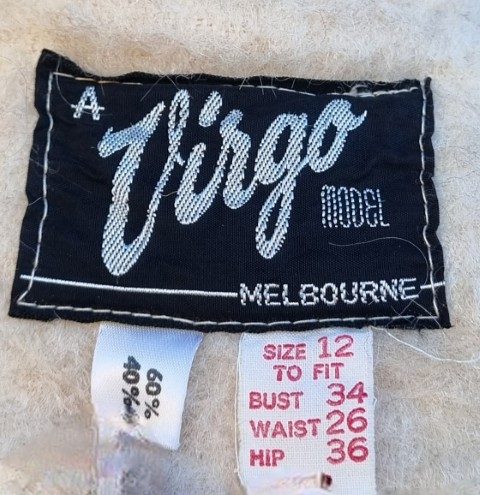 A Virgo
MODEL
MELBOURNE
60%
40%
SIZE 12
TO FIT
BUST 34
WAIST 26
HIP 36